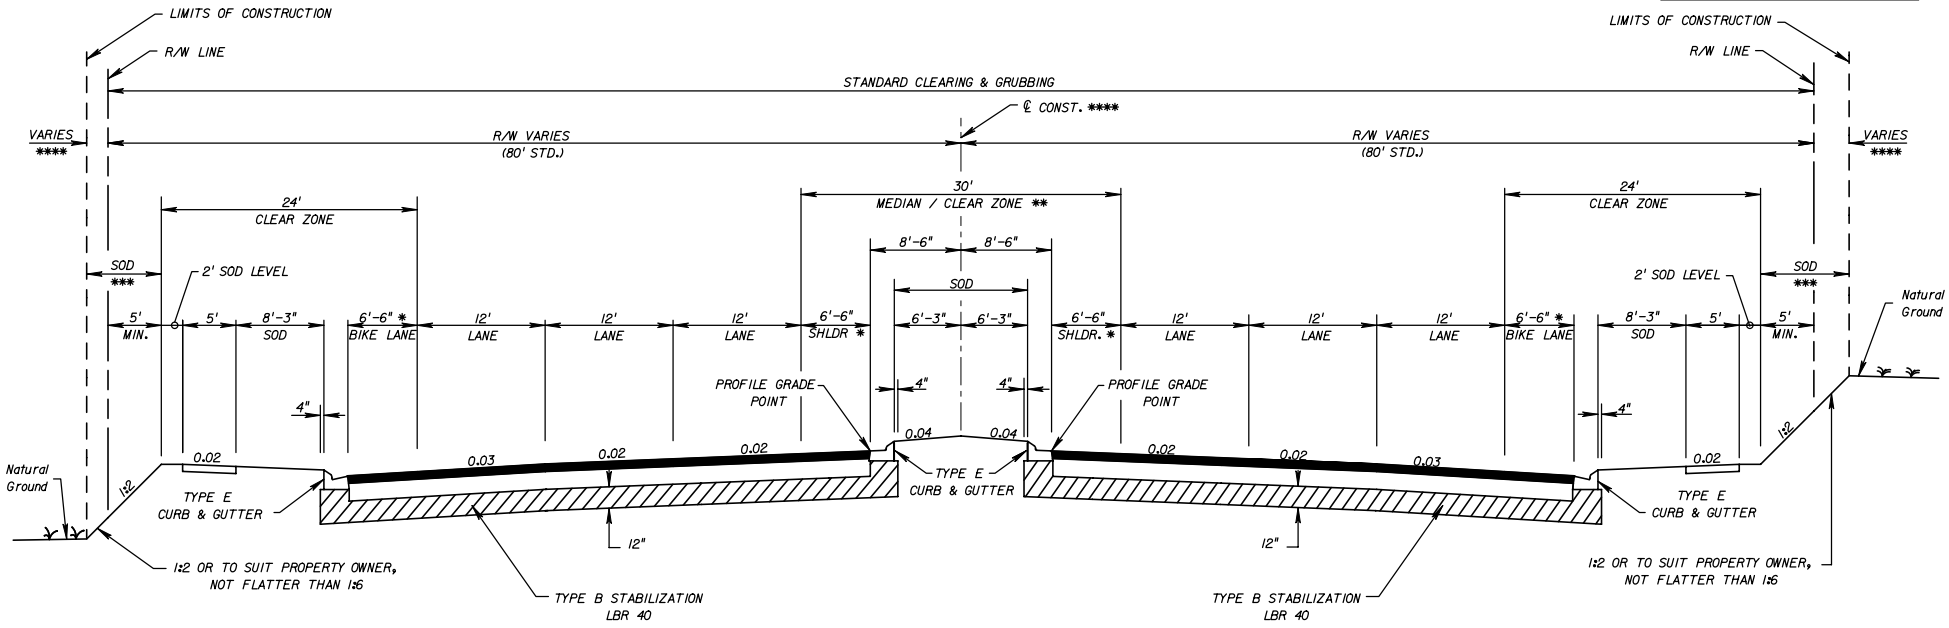 LIMITS OF CONSTRUCTION
LIMITS OF CONSTRUCTION
R/W LINE
R/W LINE
STANDARD CLEARING & GRUBBING
℄ CONST. ****
VARIES
****
R/W VARIES
(80' STD.)
R/W VARIES
(80' STD.)
VARIES
****
24'
CLEAR ZONE
30'
MEDIAN / CLEAR ZONE **
24'
CLEAR ZONE
8'-6"
8'-6"
SOD
***
2' SOD LEVEL
SOD
2' SOD LEVEL
SOD
***
Natural
Ground
5'
MIN.
5'
8'-3"
SOD
6'-6" *
BIKE LANE
12'
LANE
12'
LANE
12'
LANE
6'-6"
SHLDR *
6'-3"
6'-3"
6'-6"
SHLDR. *
12'
LANE
12'
LANE
12'
LANE
6'-6" *
BIKE LANE
8'-3"
SOD
5'
5'
MIN.
PROFILE GRADE
POINT
4"
4"
PROFILE GRADE
POINT
4"
4"
0.04
0.04
0.02
0.03
0.02
0.02
0.02
0.02
0.03
0.02
1:2
1:2
Natural
Ground
TYPE E
CURB & GUTTER
TYPE E
CURB & GUTTER
TYPE E
CURB & GUTTER
12"
12"
1:2 OR TO SUIT PROPERTY OWNER,
NOT FLATTER THAN 1:6
1:2 OR TO SUIT PROPERTY OWNER,
NOT FLATTER THAN 1:6
TYPE B STABILIZATION
LBR 40
TYPE B STABILIZATION
LBR 40